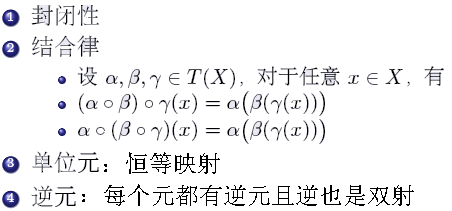 1 封闭性
2 结合律
设 α, β, γ ∈ T(X)，对于任意 x ∈ X，有
(α ∘ β) ∘ γ(x) = α(β(γ(x)))
α ∘ (β ∘ γ)(x) = α(β(γ(x)))
3 单位元：恒等映射
4 逆元：每个元都有逆元且逆也是双射